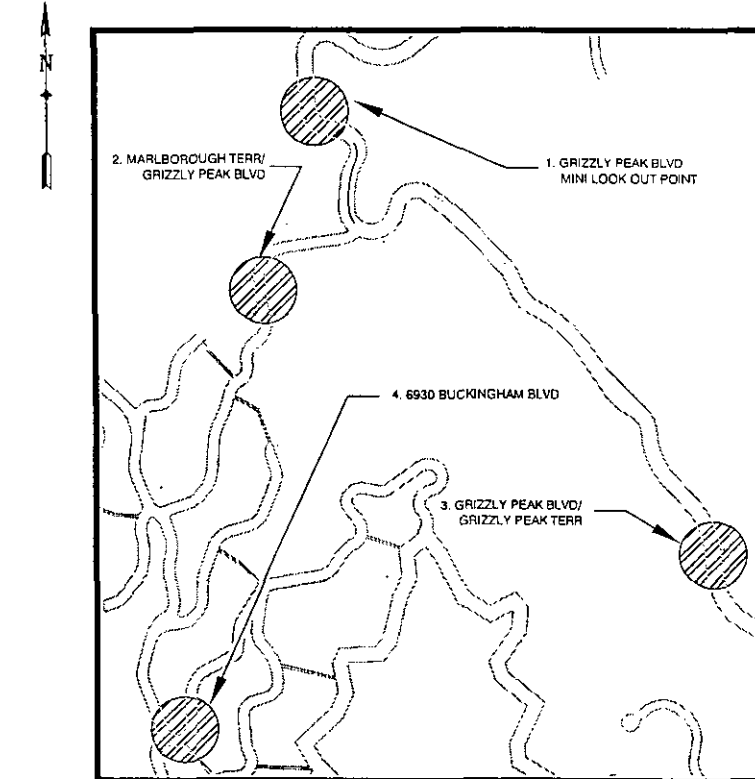 N
1. GRIZZLY PEAK BLVD
MINI LOOK OUT POINT
2. MARLBOROUGH TERR/
GRIZZLY PEAK BLVD
4. 6930 BUCKINGHAM BLVD
3. GRIZZLY PEAK BLVD/
GRIZZLY PEAK TERR